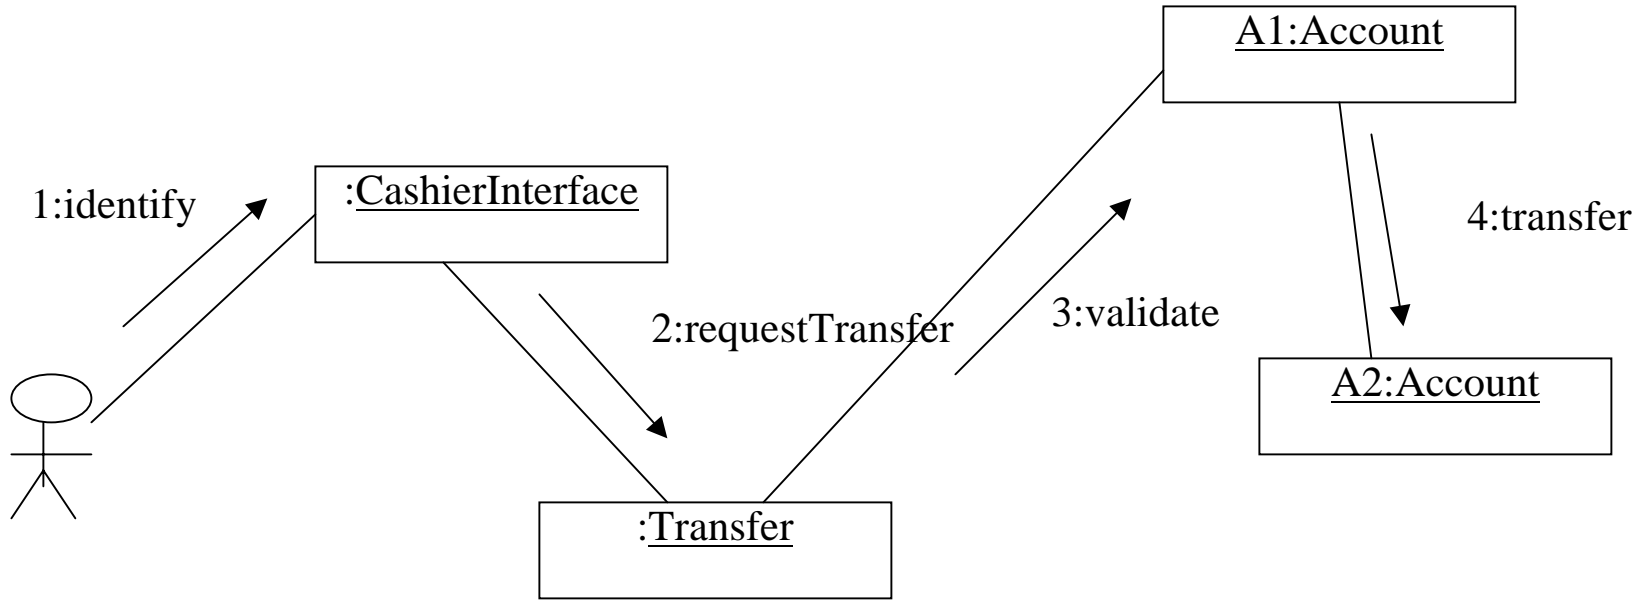 A1:Account
:CashierInterface
1:identify
4:transfer
2:requestTransfer
3:validate
A2:Account
:Transfer